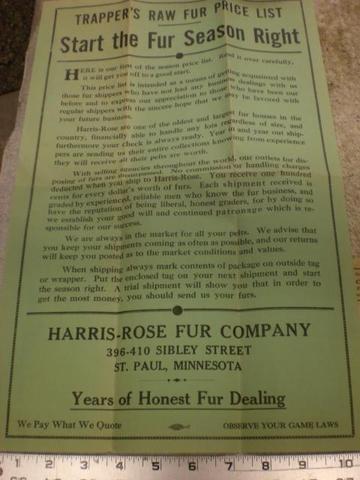 TRAPPER'S RAW FUR PRICE LIST
Start the Fur Season Right
HERE is our first of the season price list. Read it over carefully,
it will get you off to a good start.
This price list is intended as a means of getting acquainted with
those fur shippers who have not had any business dealings with us
before and to express our appreciation to those who have been our
regular shippers with the sincere hope that we may be favored with
your future business.
Harris-Rose are one of the oldest and largest fur houses in the
country, financially able to handle any lots regardless of size, and
furthermore your check is always ready. Year in and year out ship-
pers are sending us their entire collections knowing from experience
they will receive all their pelts are worth.
With selling agencies throughout the world, our outlets for dis-
posing of furs are No commission or handling charges
deducted when you ship to Harris-Rose. You receive one hundred
cents for every dollar's worth of furs. Each shipment received is
graded by experienced, reliable men who know the fur business, and
have the reputation of being liberal, honest graders, for by doing so
we establish your good will and continued patronage which is re-
sponsible for our success.
We are always in the market for all your pelts. We advise that
you keep your shipments coming as often as possible, and our returns
will keep you posted as to the market conditions and values.
When shipping always mark contents of package on outside tag
or wrapper. Put the enclosed tag on your next shipment and start
the season right. A trial shipment will show you that in order to
get the most money, you should send us your furs.
HARRIS-ROSE FUR COMPANY
396-410 SIBLEY STREET
ST. PAUL, MINNESOTA
Years of Honest Fur Dealing
We Pay What We Quote OBSERVE YOUR GAME LAWS
1 2 3 4 5 6 7 8 9 10